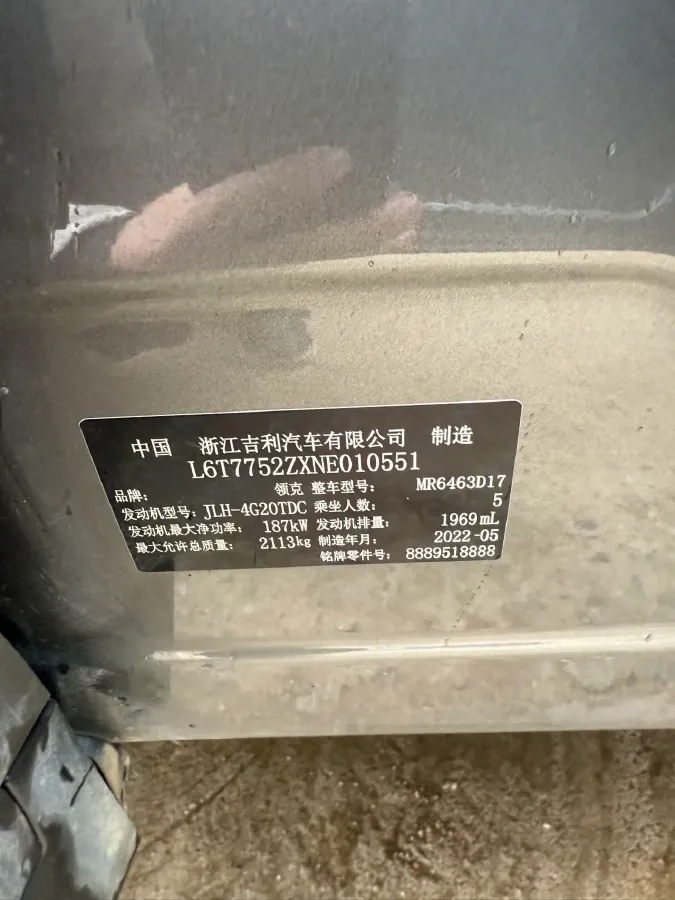 中国 浙江吉利汽车有限公司 制造
L6T7752ZXNE010551
品牌： 领克 整车型号： MR6463D17
发动机型号：JLH-4G20TDC 乘坐人数： 5
发动机最大净功率： 187kW 发动机排量： 1969mL
最大允许总质量： 2113kg 制造年月： 2022-05
铭牌零件号： 8889518888